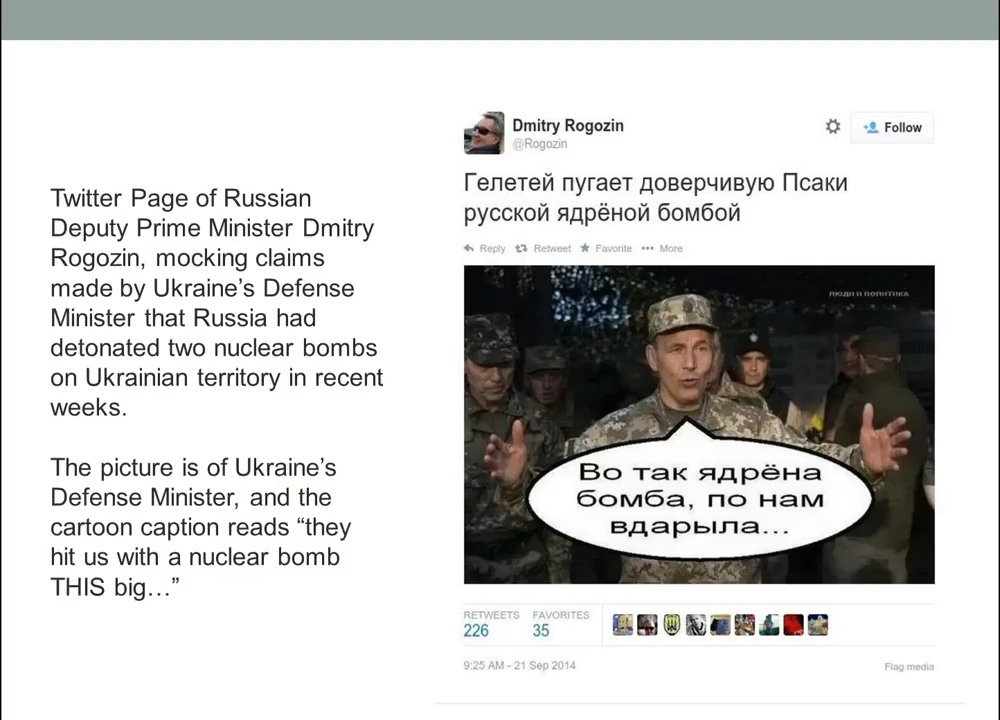 Twitter Page of Russian
Deputy Prime Minister Dmitry
Rogozin, mocking claims
made by Ukraine’s Defense
Minister that Russia had
detonated two nuclear bombs
on Ukrainian territory in recent
weeks.
The picture is of Ukraine’s
Defense Minister, and the
cartoon caption reads “they
hit us with a nuclear bomb
THIS big…”
Dmitry Rogozin
@Rogozin
Follow
Гелетей пугает доверчивую Псаки
русской ядрёной бомбой
Reply Retweet Favorite More
ЛЮДИ И ПОЛИТИКА
Во так ядрёна
бомба, по нам
вдарыла...
RETWEETS FAVORITES
226 35
9:25 AM - 21 Sep 2014
Flag media